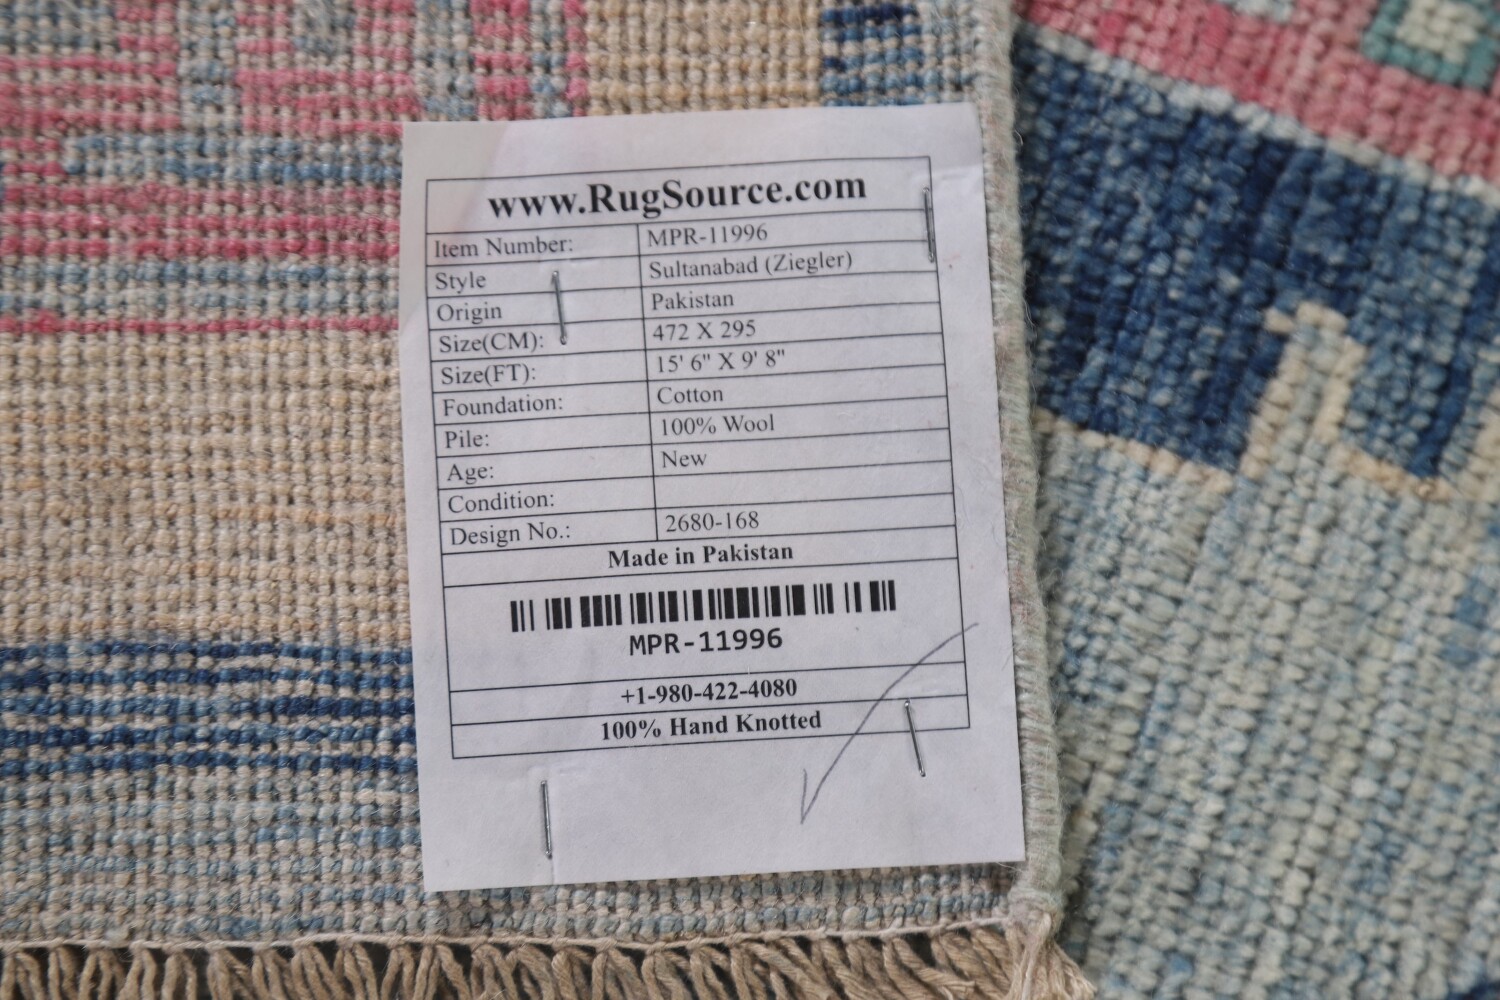 www.RugSource.com
Item Number: MPR-11996
Style Sultanabad (Ziegler)
Origin Pakistan
Size(CM): 472 X 295
Size(FT): 15' 6" X 9' 8"
Foundation: Cotton
Pile: 100% Wool
Age: New
Condition:
Design No.: 2680-168
Made in Pakistan
MPR-11996
+1-980-422-4080
100% Hand Knotted